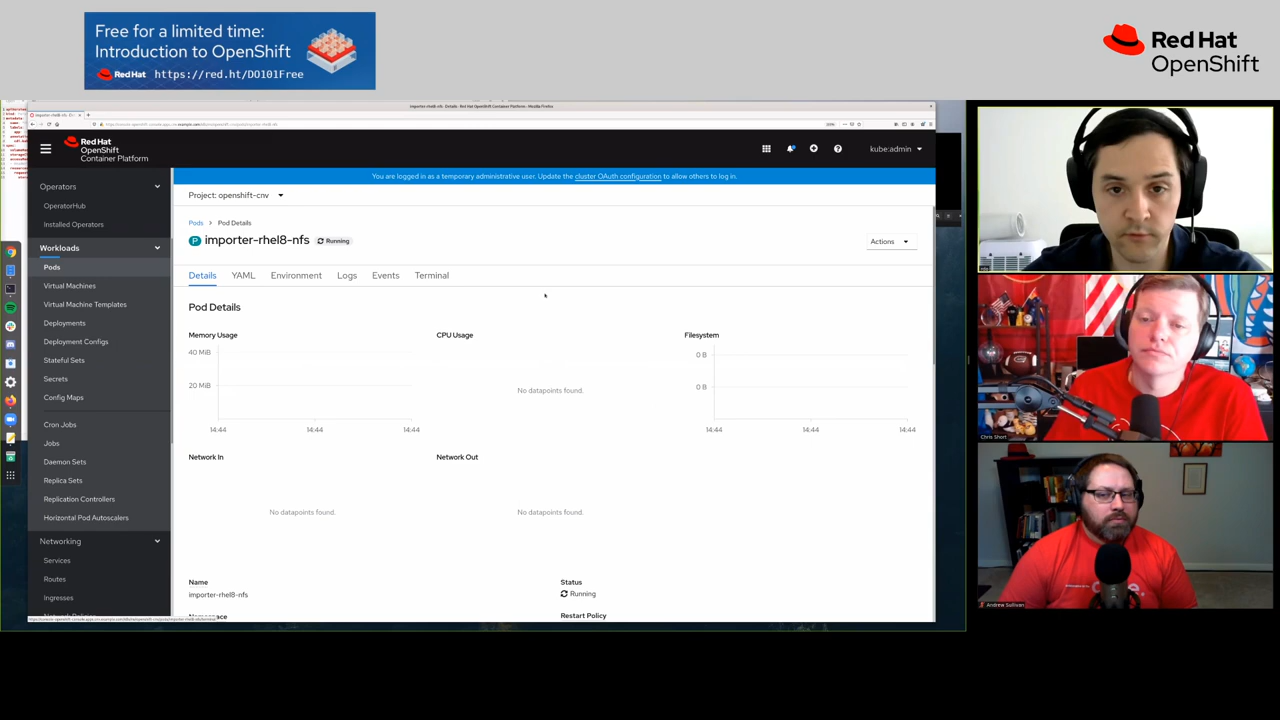 Free for a limited time:
Introduction to OpenShift
Red Hat https://red.ht/DO101Free
Red Hat
OpenShift
Red Hat
OpenShift
Container Platform
kube:admin
You are logged in as a temporary administrative user. Update the cluster OAuth configuration to allow others to log in.
Operators
OperatorHub
Installed Operators
Workloads
Pods
Virtual Machines
Virtual Machine Templates
Deployments
Deployment Configs
Stateful Sets
Secrets
Config Maps
Cron Jobs
Jobs
Daemon Sets
Replica Sets
Replication Controllers
Horizontal Pod Autoscalers
Networking
Services
Routes
Ingresses
Project: openshift-cnv
Pods > Pod Details
P importer-rhel8-nfs Running
Actions
Details YAML Environment Logs Events Terminal
Pod Details
Memory Usage
40 MiB
20 MiB
14:44 14:44 14:44
CPU Usage
No datapoints found.
Filesystem
0 B
0 B
14:44 14:44 14:44
Network In
No datapoints found.
Network Out
No datapoints found.
Name
importer-rhel8-nfs
Namespace
Status
Running
Restart Policy
Chris Short
Andrew Sullivan